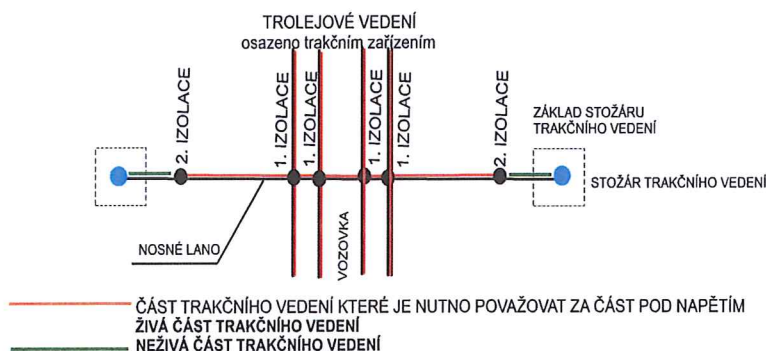 TROLEJOVÉ VEDENÍ
osazeno trakčním zařízením
2. IZOLACE
1. IZOLACE
1. IZOLACE
1. IZOLACE
1. IZOLACE
2. IZOLACE
ZÁKLAD STOŽÁRU
TRAKČNÍHO VEDENÍ
STOŽÁR TRAKČNÍHO VEDENÍ
NOSNÉ LANO
VOZOVKA
ČÁST TRAKČNÍHO VEDENÍ KTERÉ JE NUTNO POVAŽOVAT ZA ČÁST POD NAPĚTÍM
ŽIVÁ ČÁST TRAKČNÍHO VEDENÍ
NEŽIVÁ ČÁST TRAKČNÍHO VEDENÍ